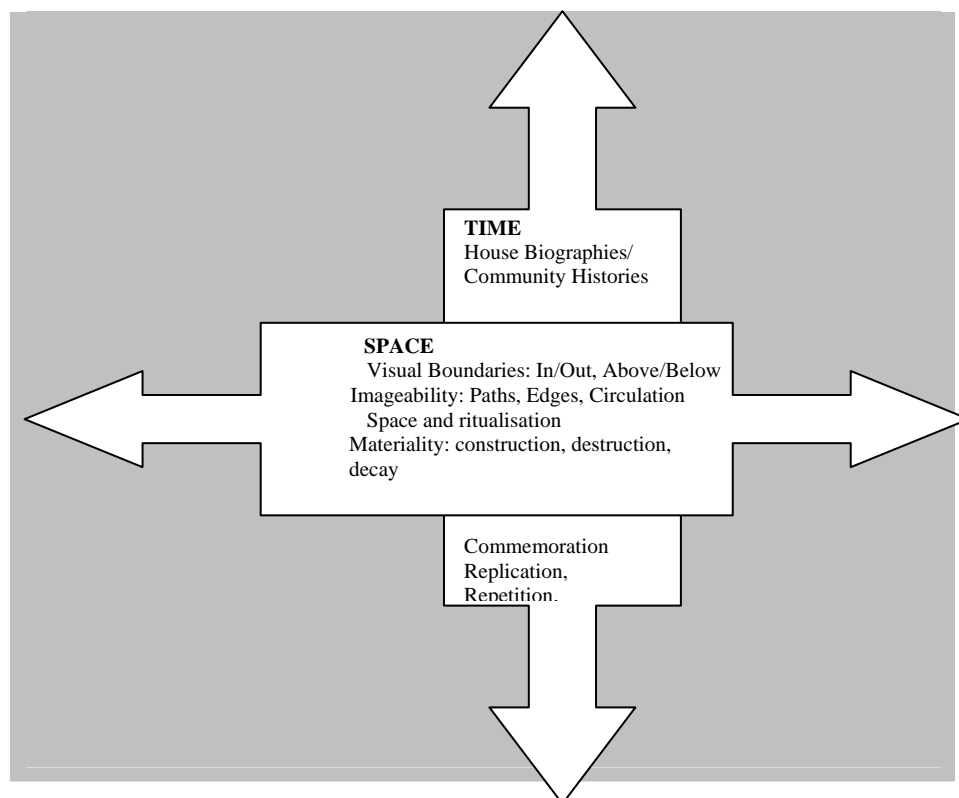 TIME
House Biographies/
Community Histories
SPACE
Visual Boundaries: In/Out, Above/Below
Imageability: Paths, Edges, Circulation
Space and ritualisation
Materiality: construction, destruction,
decay
Commemoration
Replication,
Repetition.